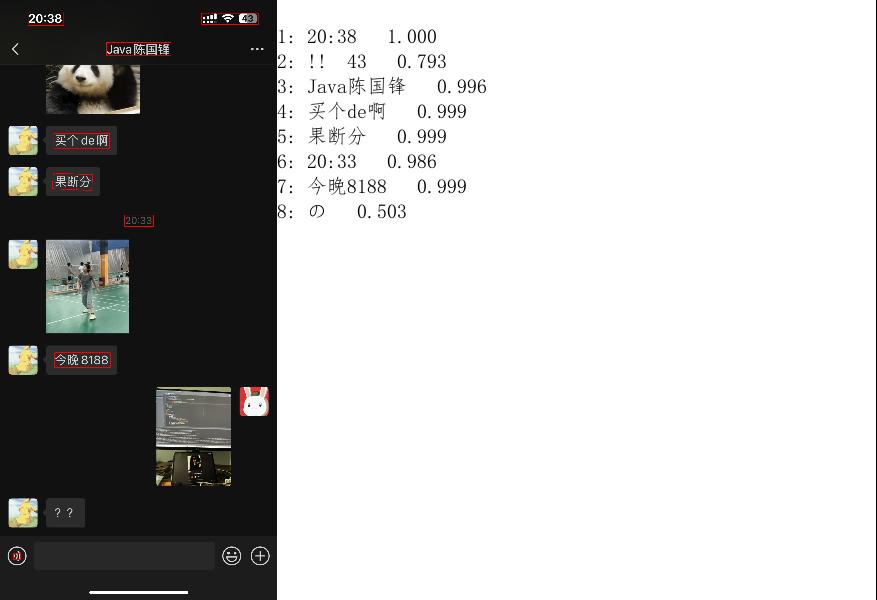 20:38
43
Java陈国锋
买个de啊
果断分
20:33
今晚8188
？？
1: 20:38 1.000
2: !! 43 0.793
3: Java陈国锋 0.996
4: 买个de啊 0.999
5: 果断分 0.999
6: 20:33 0.986
7: 今晚8188 0.999
8: の 0.503